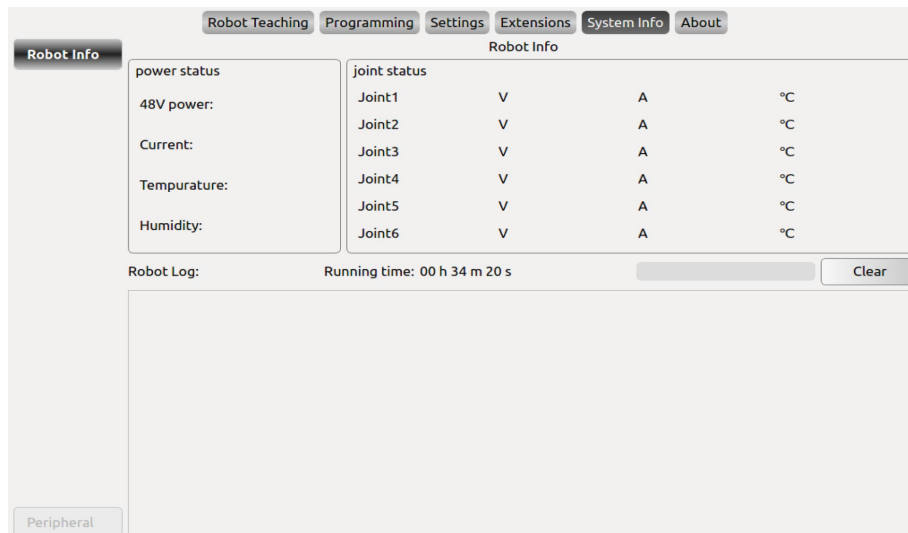 Robot Teaching Programming Settings Extensions System Info About
Robot Info
Robot Info
power status
48V power:
Current:
Tempurature:
Humidity:
joint status
Joint1 V A °C
Joint2 V A °C
Joint3 V A °C
Joint4 V A °C
Joint5 V A °C
Joint6 V A °C
Robot Log: Running time: 00 h 34 m 20 s Clear
Peripheral